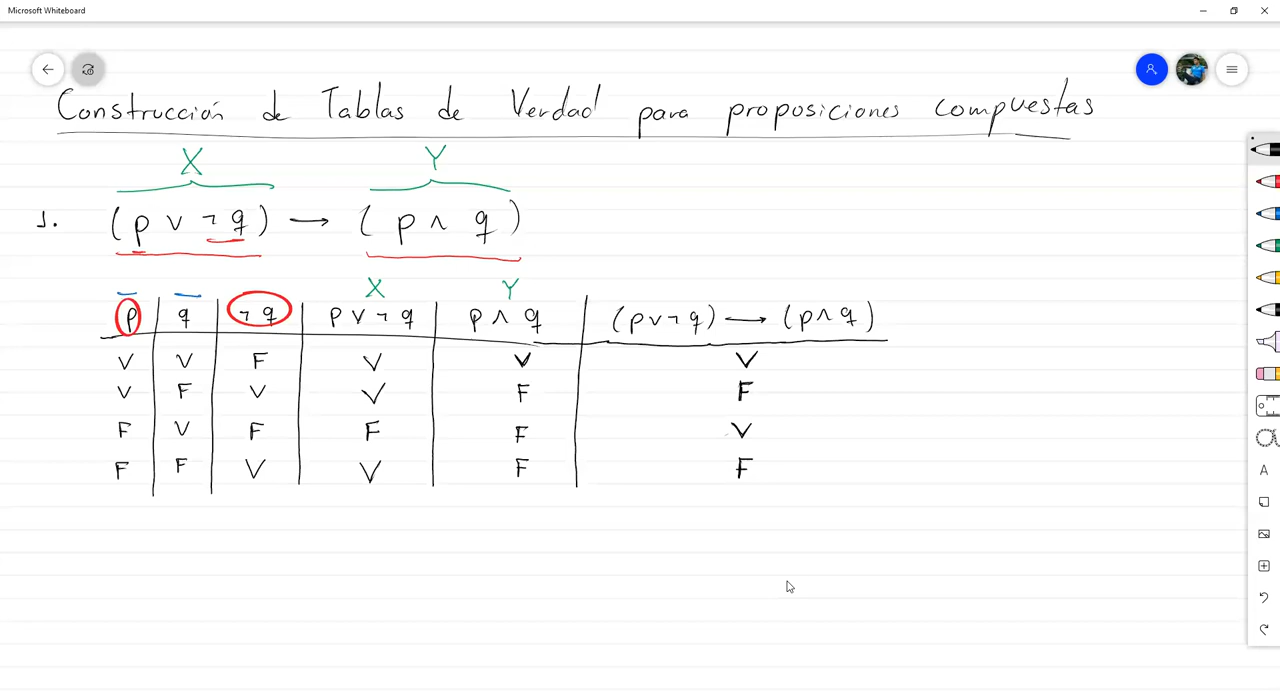 Microsoft Whiteboard
Construcción de Tablas de Verdad para proposiciones compuestas
X Y
1. (p ∨ ¬q) → (p ∧ q)
X Y
p q ¬q p ∨ ¬q p ∧ q (p ∨ ¬q) → (p ∧ q)
V V F V V V
V F V V F F
F V F F F V
F F V V F F
A